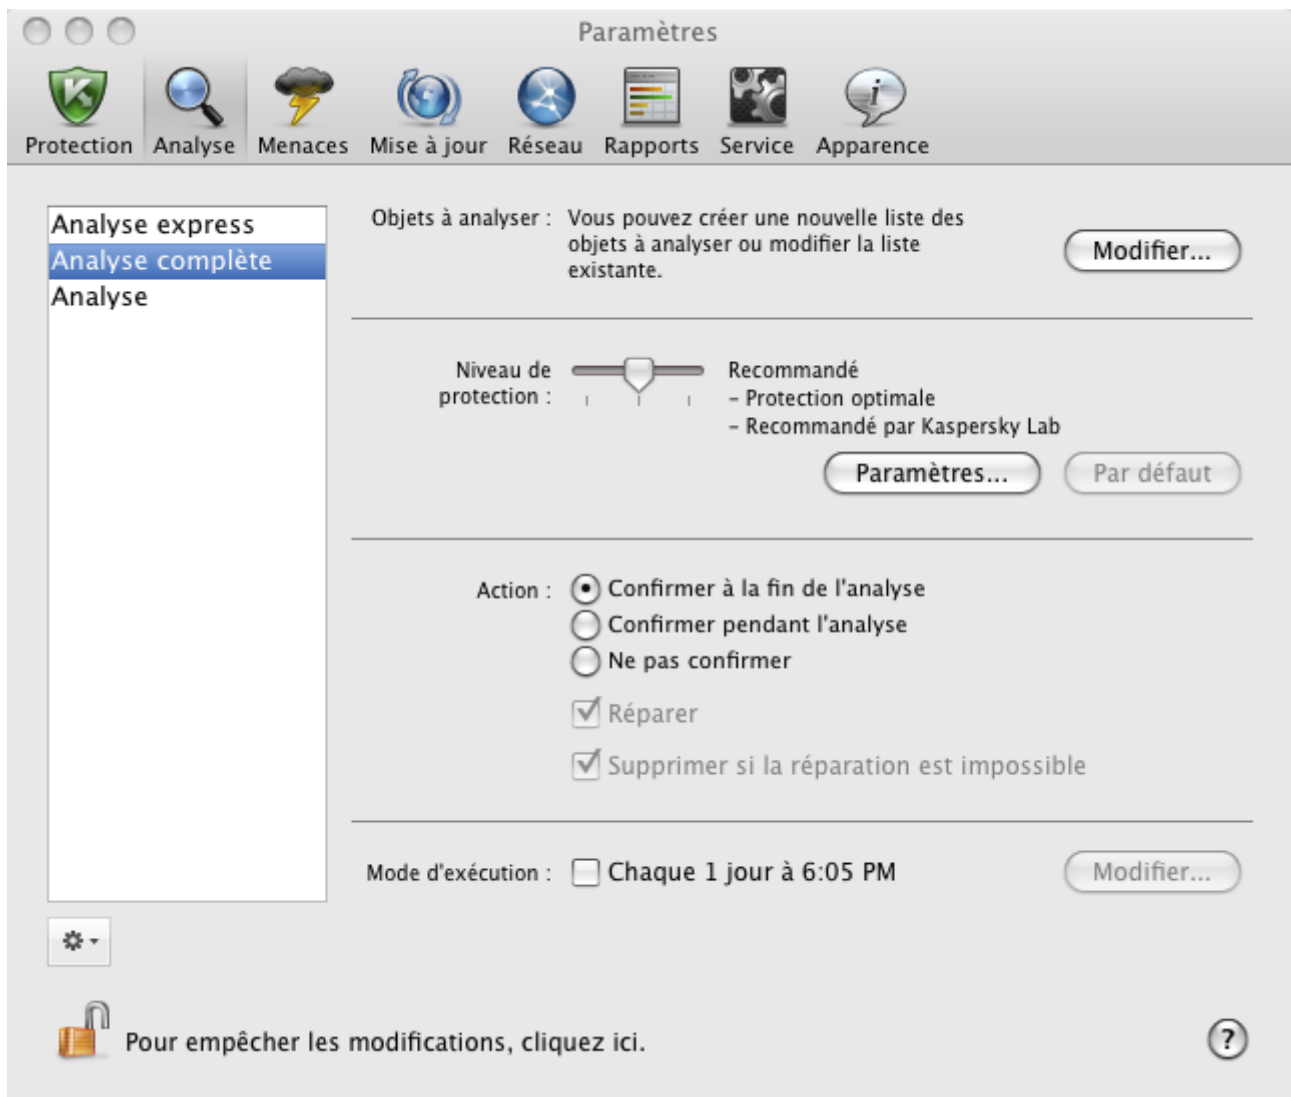 Paramètres
Protection Analyse Menaces Mise à jour Réseau Rapports Service Apparence
Analyse express
Analyse complète
Analyse
Objets à analyser : Vous pouvez créer une nouvelle liste des
objets à analyser ou modifier la liste
existante.
Modifier...
Niveau de
protection :
Recommandé
– Protection optimale
– Recommandé par Kaspersky Lab
Paramètres... Par défaut
Action : Confirmer à la fin de l'analyse
Confirmer pendant l'analyse
Ne pas confirmer
Réparer
Supprimer si la réparation est impossible
Mode d'exécution : Chaque 1 jour à 6:05 PM Modifier...
Pour empêcher les modifications, cliquez ici. ?